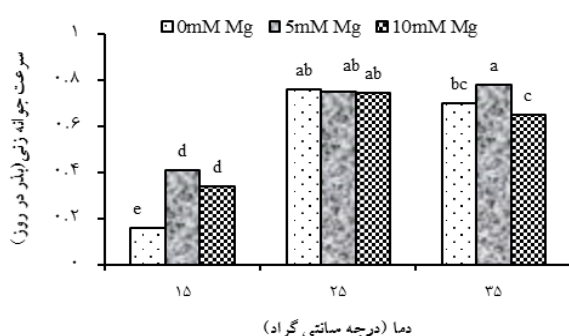 0mM Mg 5mM Mg 10mM Mg
سرعت جوانه زنی(بذر در روز)
۱
۰.۸
۰.۶
۰.۴
۰.۲
۰
e d d
ab ab ab
bc a c
۱۵ ۲۵ ۳۵
دما (درجه سانتی گراد)